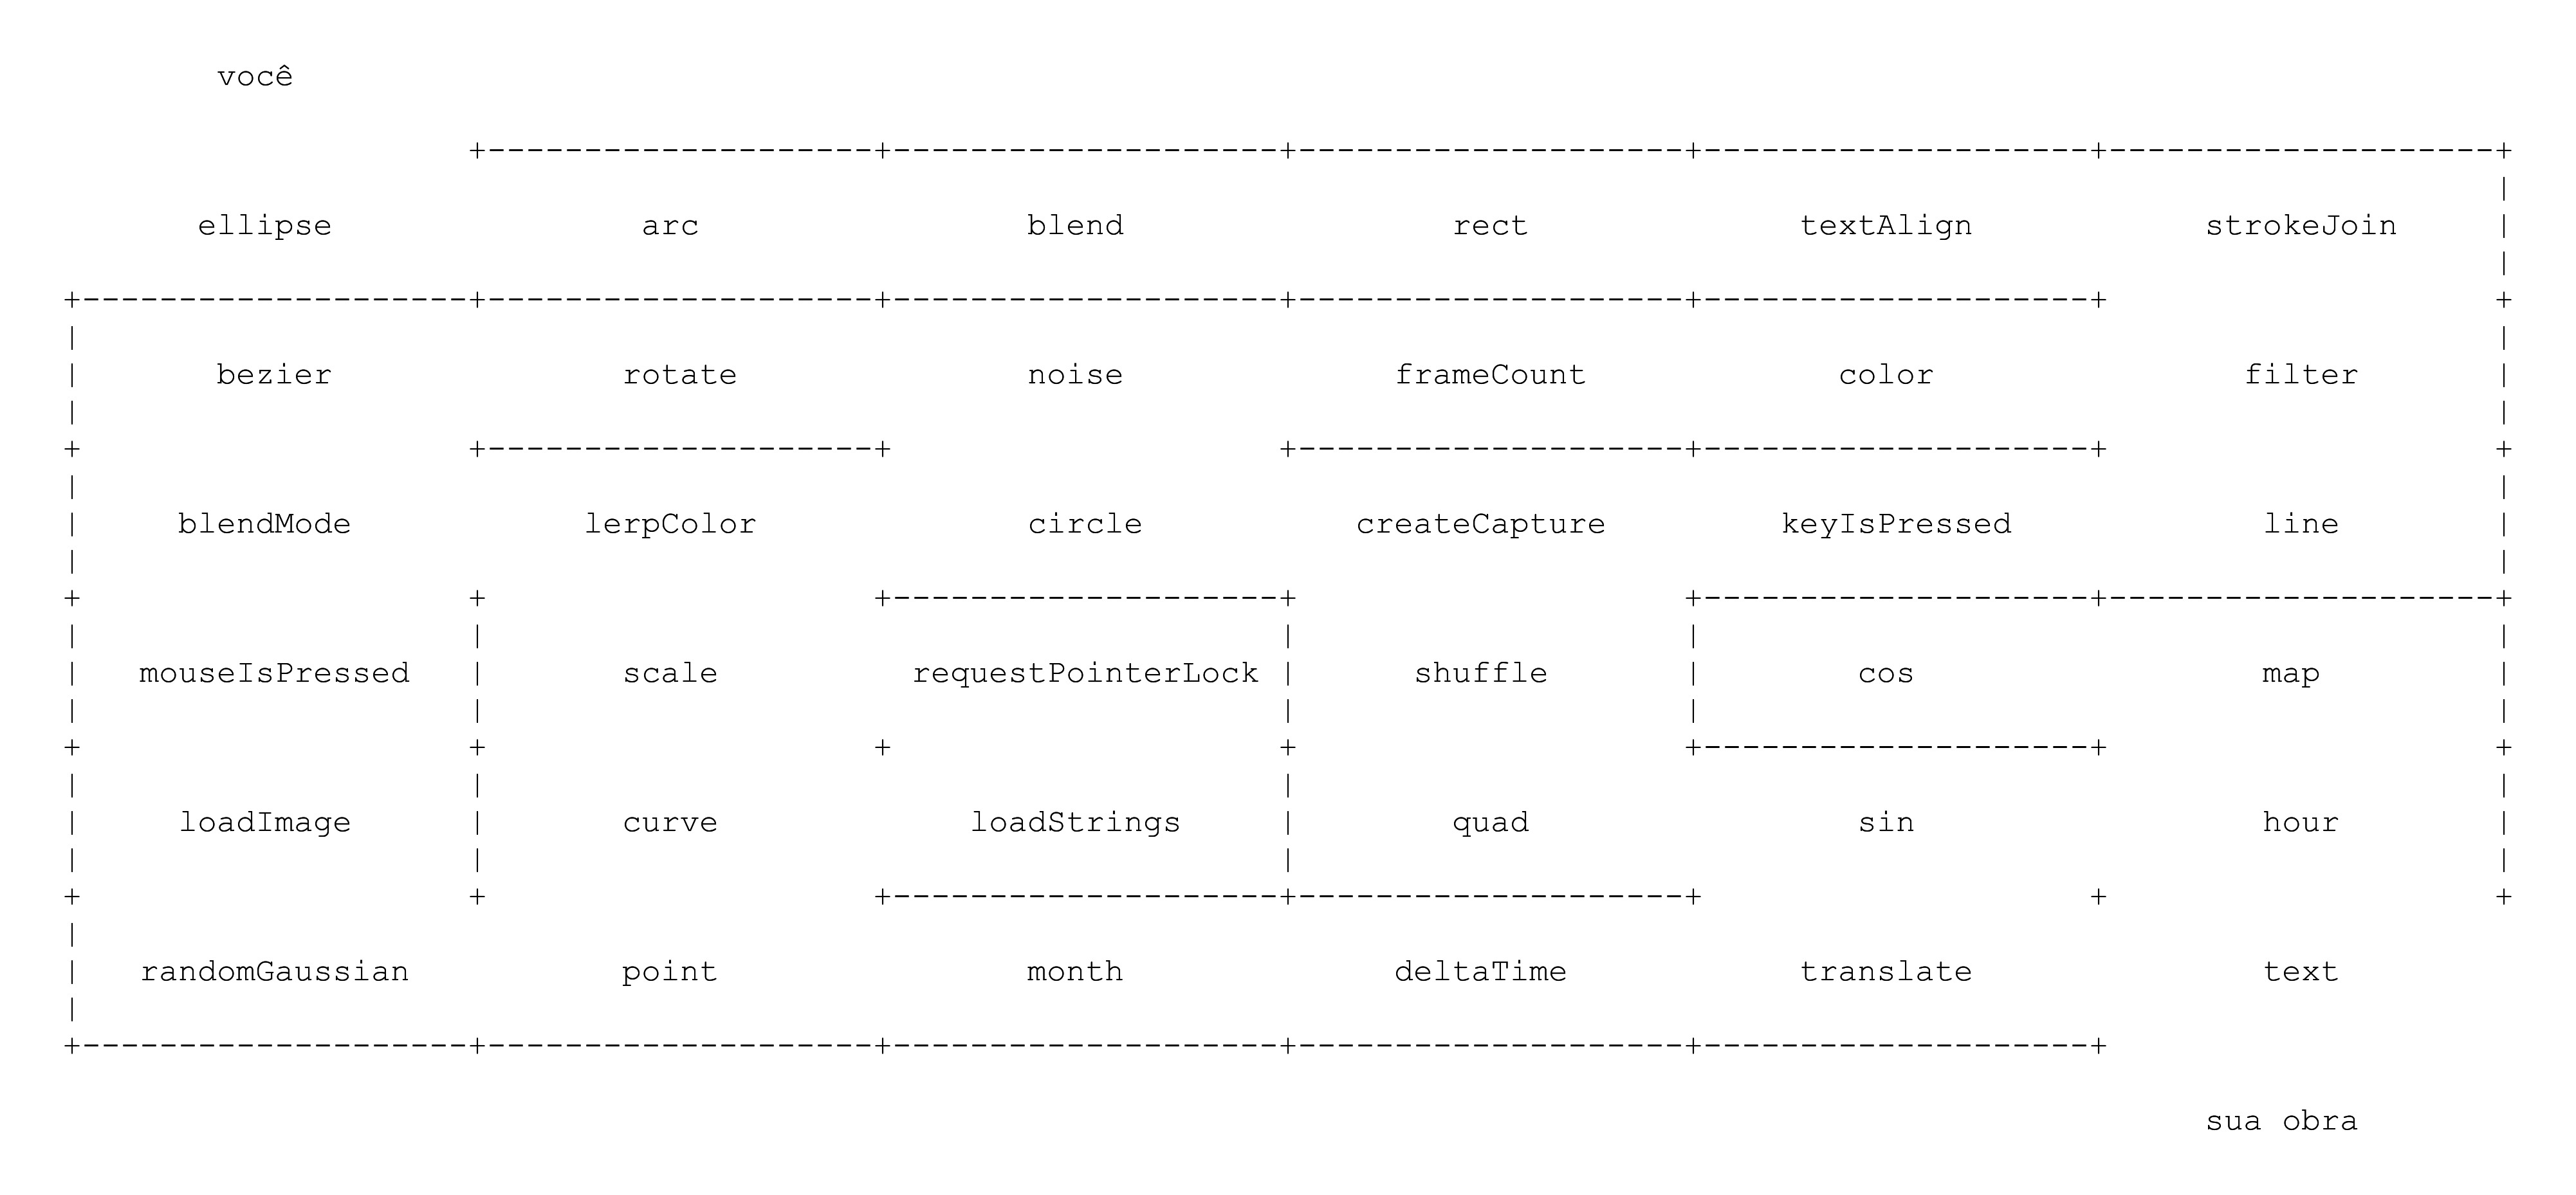 você
ellipse arc blend rect textAlign strokeJoin
bezier rotate noise frameCount color filter
blendMode lerpColor circle createCapture keyIsPressed line
mouseIsPressed scale requestPointerLock shuffle cos map
loadImage curve loadStrings quad sin hour
randomGaussian point month deltaTime translate text
sua obra